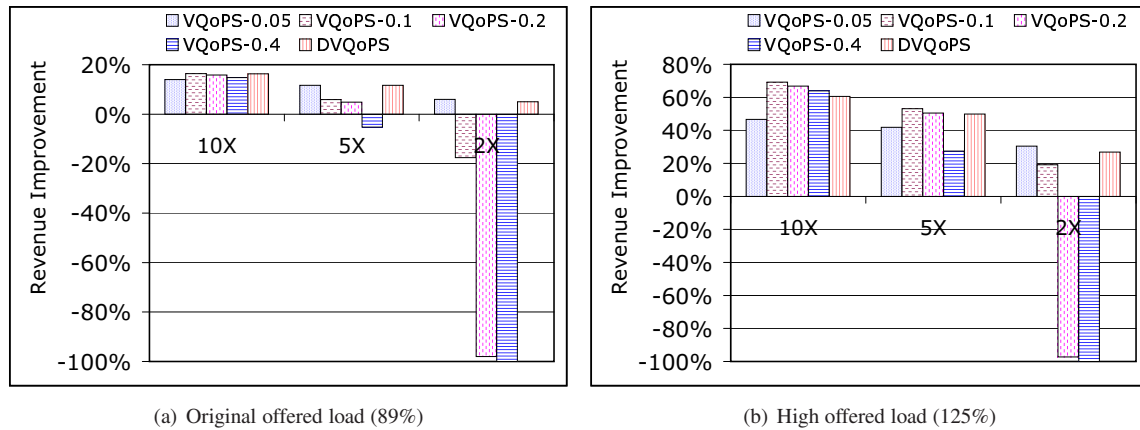 VQoPS-0.05 VQoPS-0.1 VQoPS-0.2
VQoPS-0.4 DVQoPS
Revenue Improvement
20%
0%
-20%
-40%
-60%
-80%
-100%
10X 5X 2X
(a) Original offered load (89%)
VQoPS-0.05 VQoPS-0.1 VQoPS-0.2
VQoPS-0.4 DVQoPS
Revenue Improvement
80%
60%
40%
20%
0%
-20%
-40%
-60%
-80%
-100%
10X 5X 2X
(b) High offered load (125%)